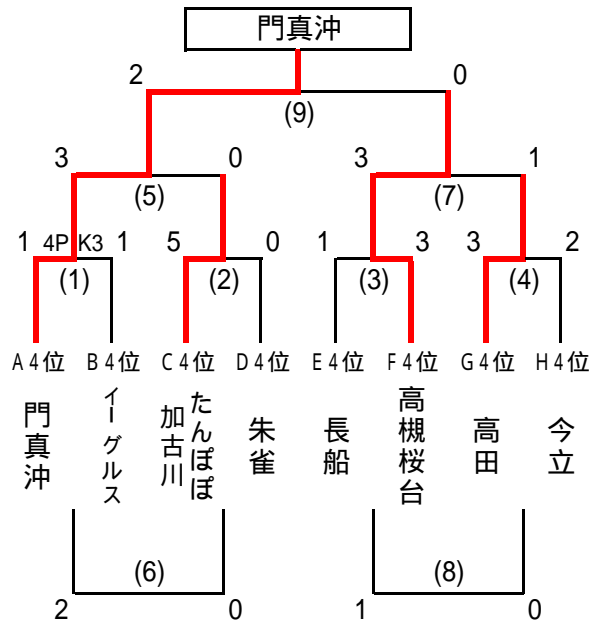 門真沖
2 0
(9)
3 0 3 1
(5) (7)
1 4PK3 1 5 0 1 3 3 2
(1) (2) (3) (4)
A4位 B4位 C4位 D4位 E4位 F4位 G4位 H4位
門真沖
イーグルス
加古川たんぽぽ
朱雀
長船
高槻桜台
高田
今立
(6) (8)
2 0 1 0